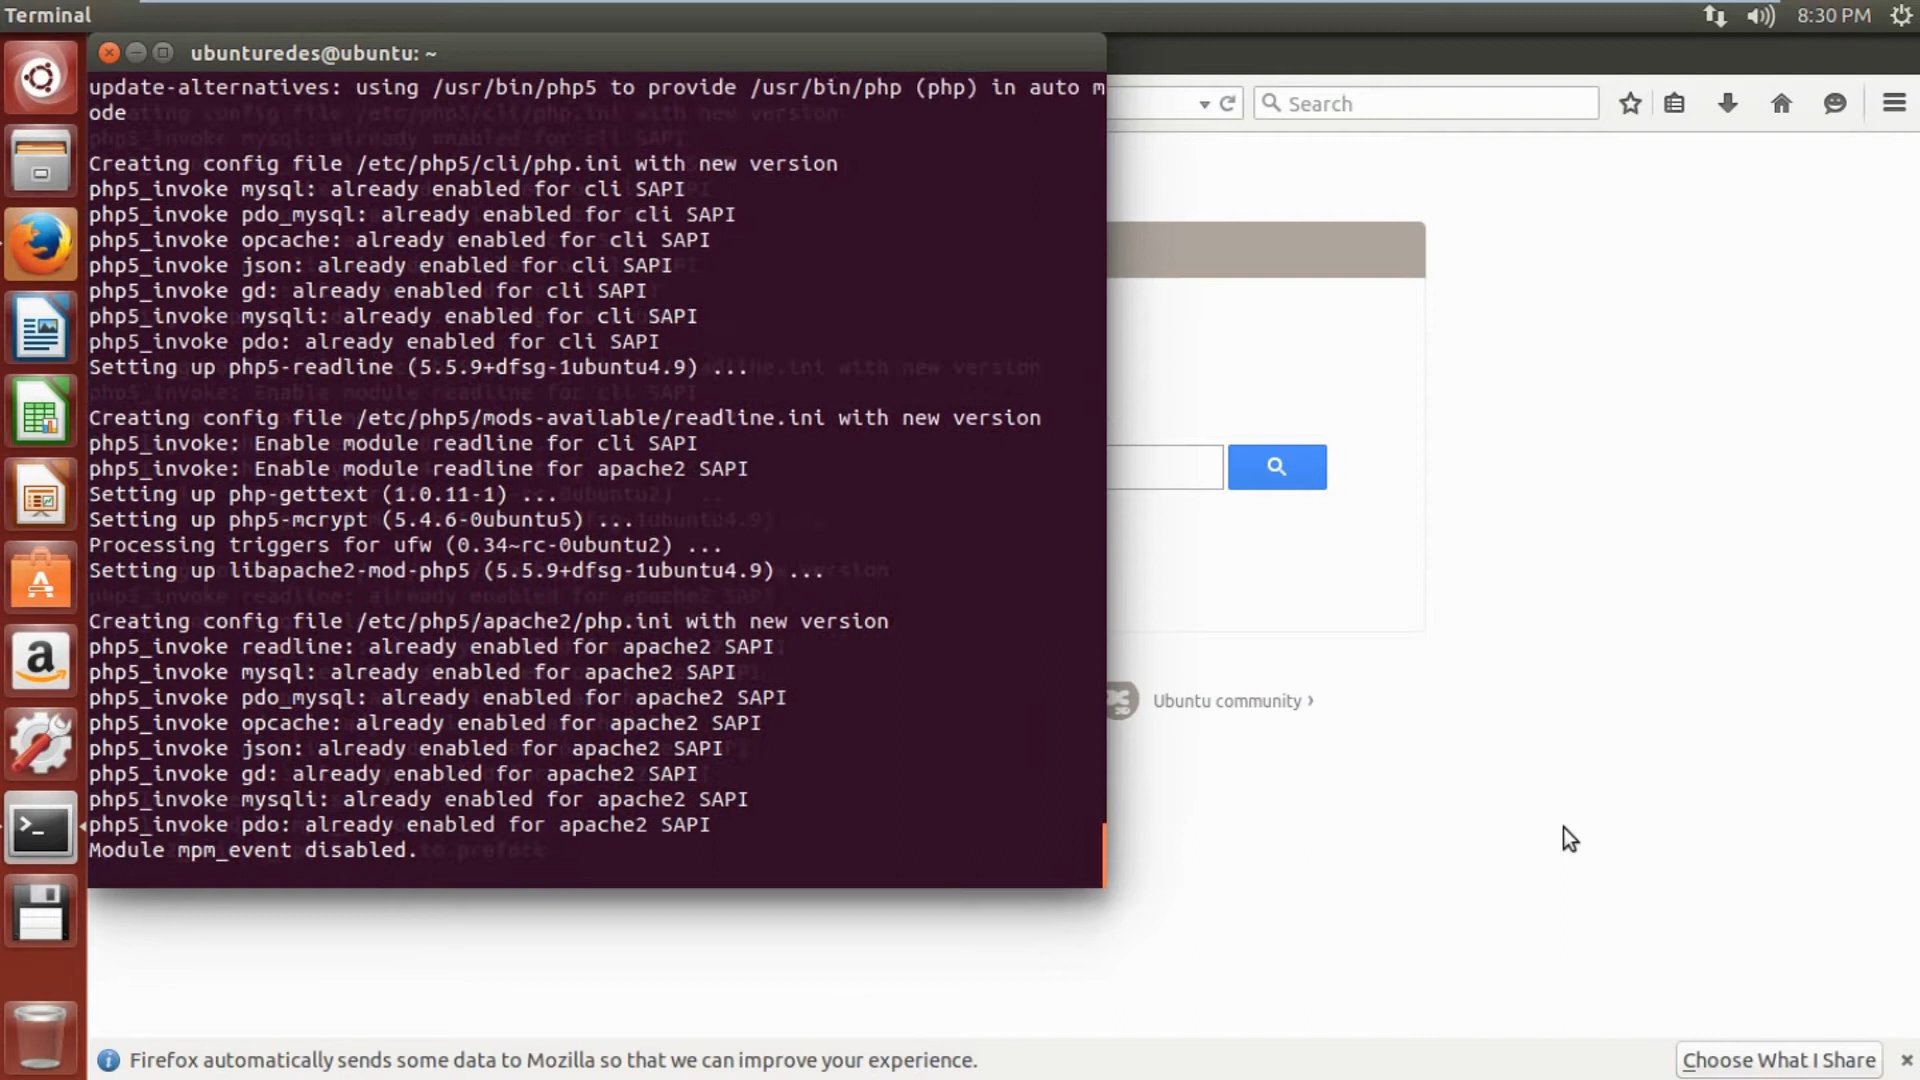 Terminal
8:30 PM
ubunturedes@ubuntu: ~
update-alternatives: using /usr/bin/php5 to provide /usr/bin/php (php) in auto m
ode
Creating config file /etc/php5/cli/php.ini with new version
php5_invoke mysql: already enabled for cli SAPI
php5_invoke pdo_mysql: already enabled for cli SAPI
php5_invoke opcache: already enabled for cli SAPI
php5_invoke json: already enabled for cli SAPI
php5_invoke gd: already enabled for cli SAPI
php5_invoke mysqli: already enabled for cli SAPI
php5_invoke pdo: already enabled for cli SAPI
Setting up php5-readline (5.5.9+dfsg-1ubuntu4.9) ...
Creating config file /etc/php5/mods-available/readline.ini with new version
php5_invoke: Enable module readline for cli SAPI
php5_invoke: Enable module readline for apache2 SAPI
Setting up php-gettext (1.0.11-1) ...
Setting up php5-mcrypt (5.4.6-0ubuntu5) ...
Processing triggers for ufw (0.34~rc-0ubuntu2) ...
Setting up libapache2-mod-php5 (5.5.9+dfsg-1ubuntu4.9) ...
Creating config file /etc/php5/apache2/php.ini with new version
php5_invoke readline: already enabled for apache2 SAPI
php5_invoke mysql: already enabled for apache2 SAPI
php5_invoke pdo_mysql: already enabled for apache2 SAPI
php5_invoke opcache: already enabled for apache2 SAPI
php5_invoke json: already enabled for apache2 SAPI
php5_invoke gd: already enabled for apache2 SAPI
php5_invoke mysqli: already enabled for apache2 SAPI
php5_invoke pdo: already enabled for apache2 SAPI
Module mpm_event disabled.
Search
Ubuntu community ›
Firefox automatically sends some data to Mozilla so that we can improve your experience.
Choose What I Share